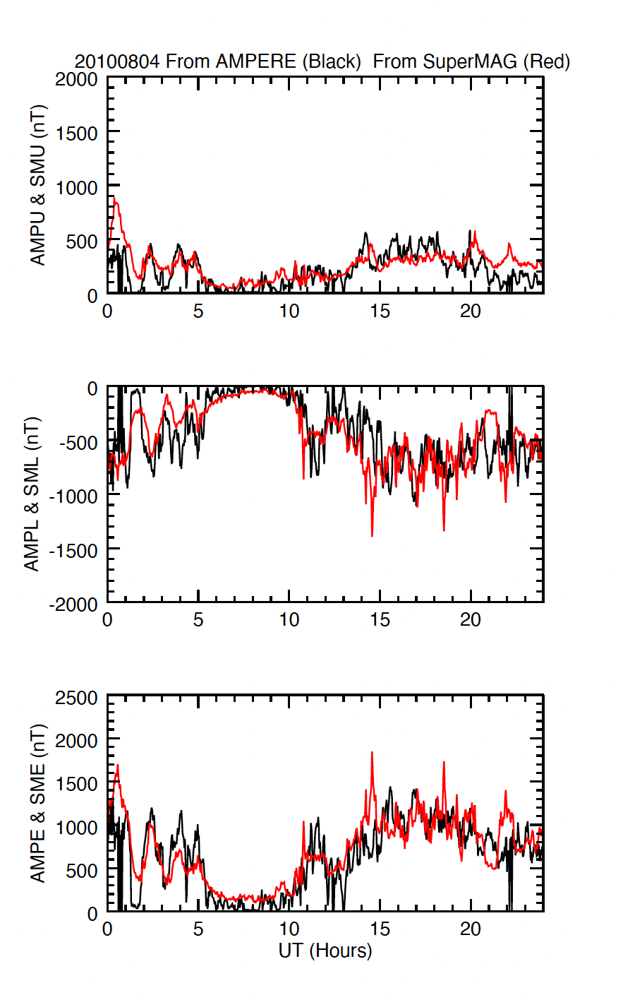 20100804 From AMPERE (Black)  From SuperMAG (Red)
2000
1500
1000
500
0
AMPU & SMU (nT)
0 5 10 15 20
0
-500
-1000
-1500
-2000
AMPL & SML (nT)
0 5 10 15 20
2500
2000
1500
1000
500
0
AMPE & SME (nT)
0 5 10 15 20
UT (Hours)